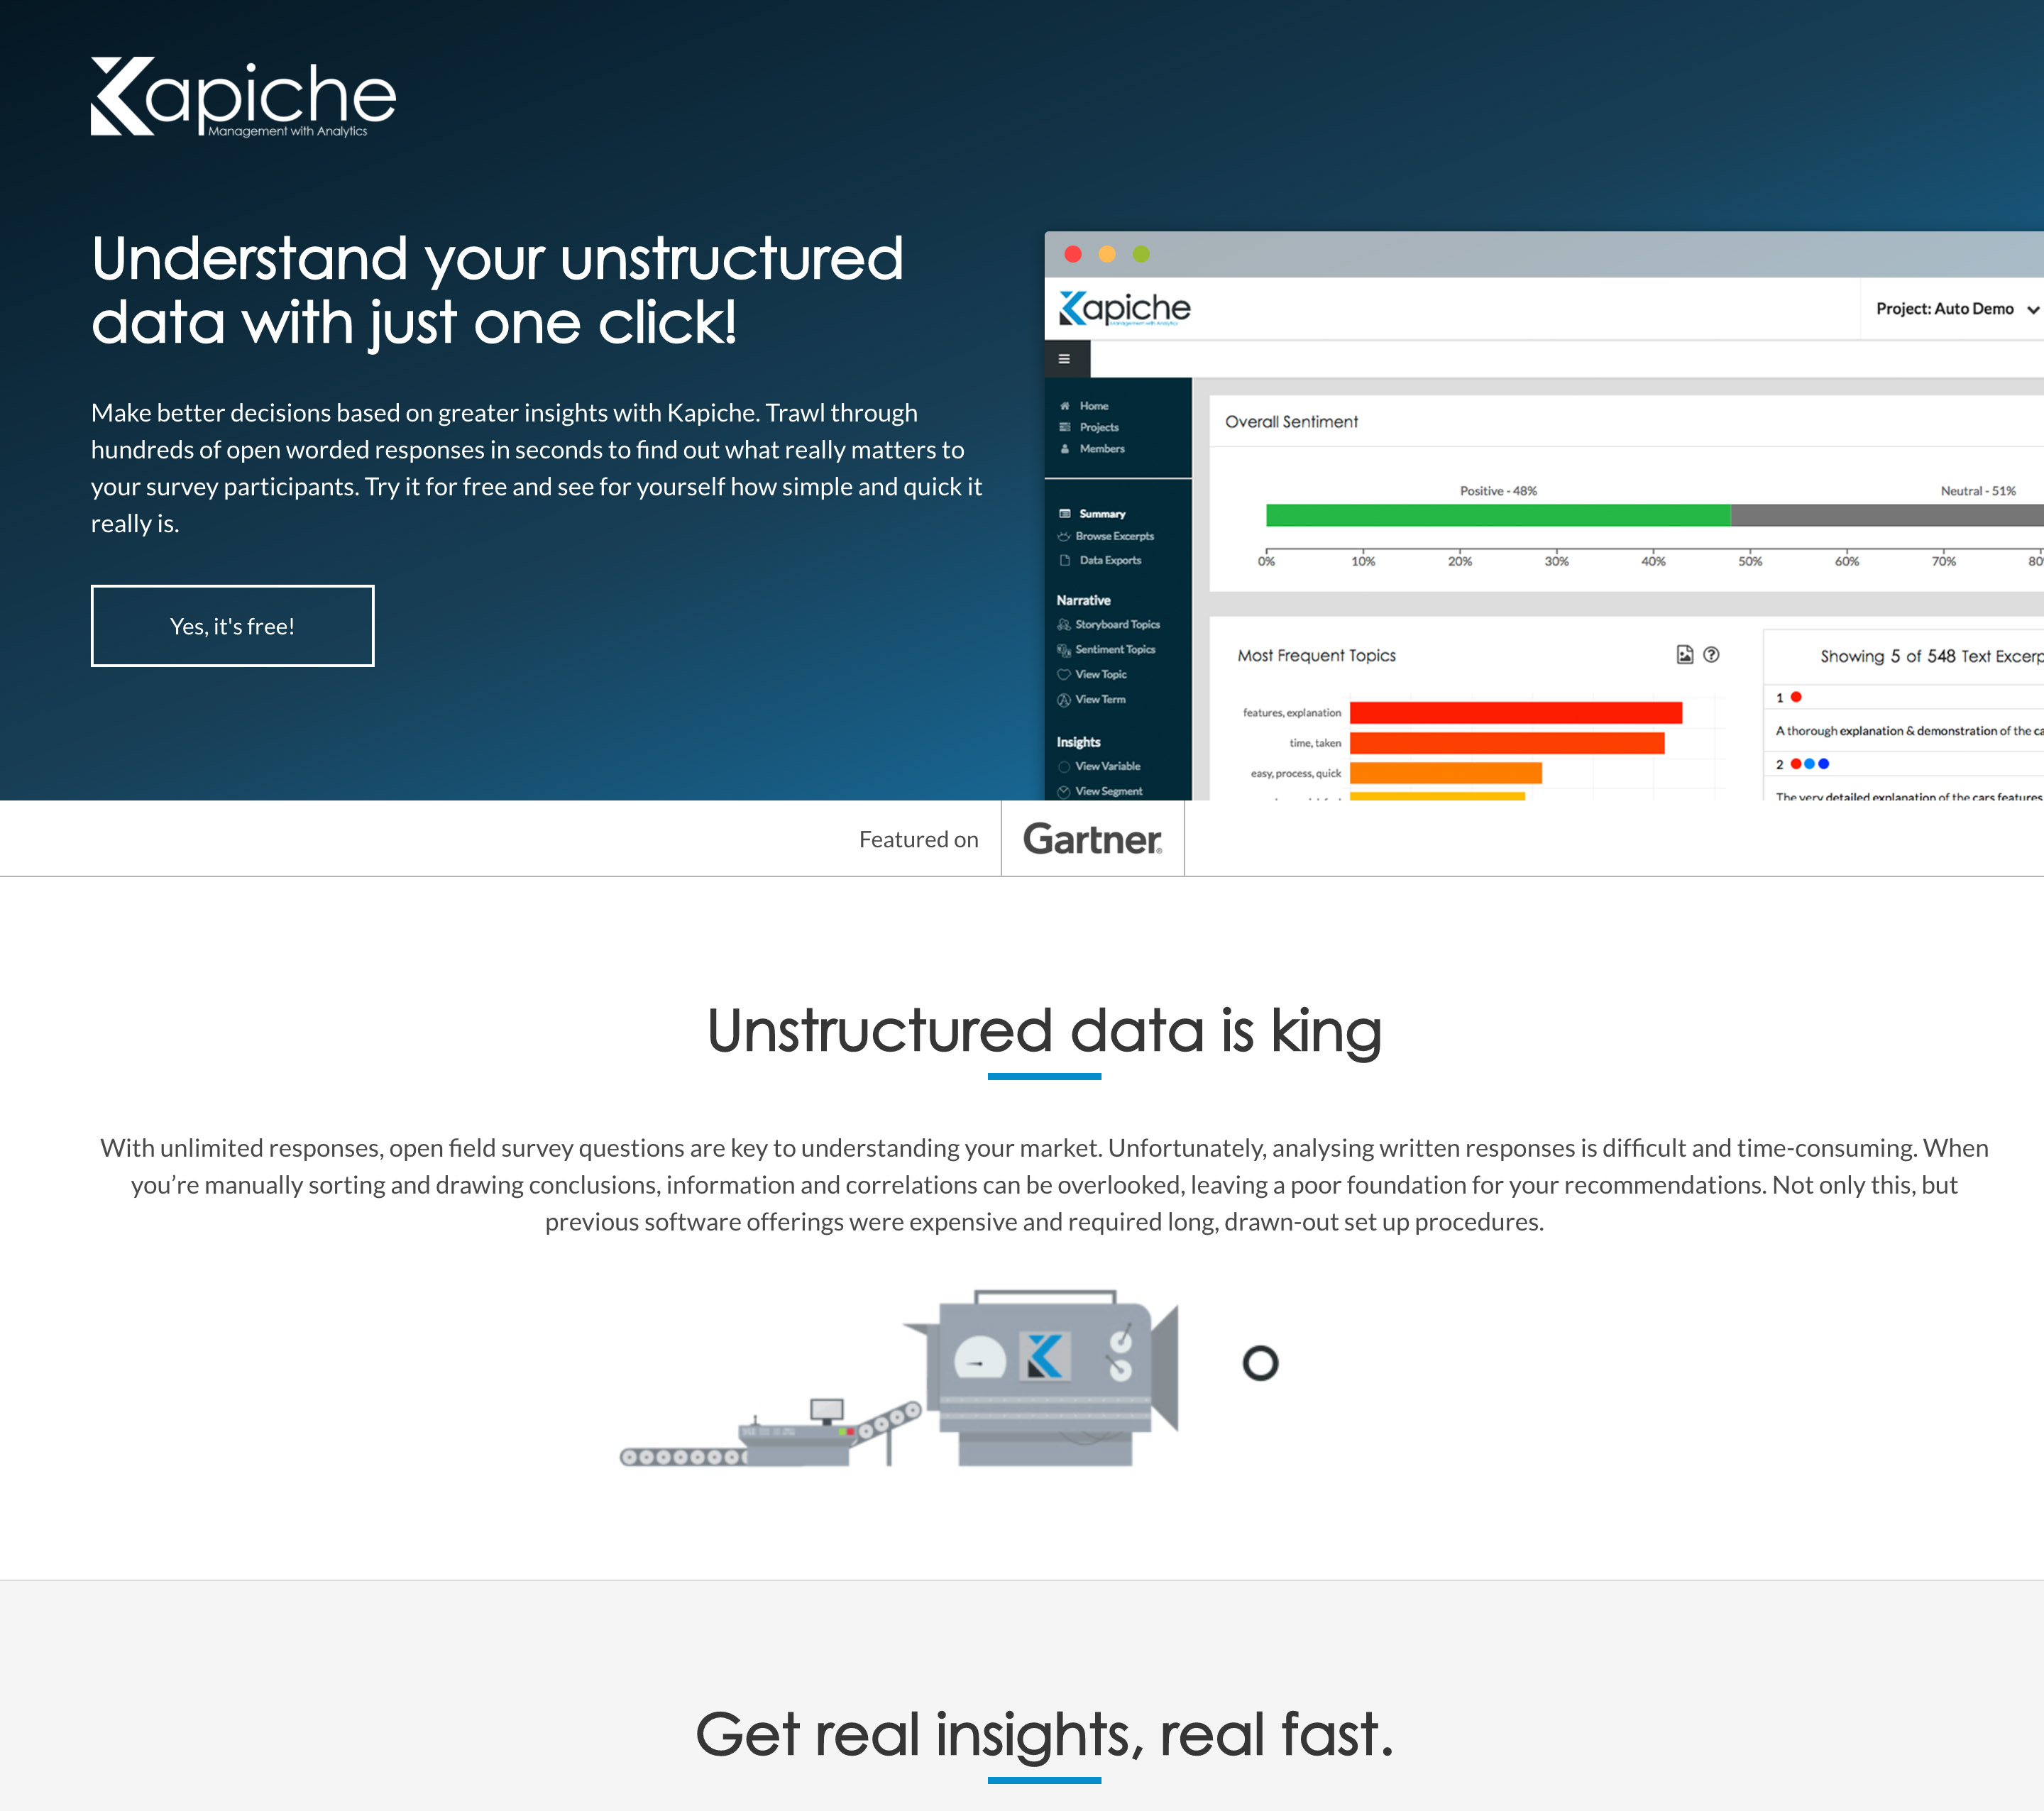 Kapiche
Management with Analytics
Understand your unstructured
data with just one click!
Make better decisions based on greater insights with Kapiche. Trawl through
hundreds of open worded responses in seconds to find out what really matters to
your survey participants. Try it for free and see for yourself how simple and quick it
really is.
Yes, it's free!
Kapiche
Management with Analytics
Project: Auto Demo
Home
Projects
Members
Summary
Browse Excerpts
Data Exports
Narrative
Storyboard Topics
Sentiment Topics
View Topic
View Term
Insights
View Variable
View Segment
Overall Sentiment
Positive - 48%
Neutral - 51%
0% 10% 20% 30% 40% 50% 60% 70% 80
Most Frequent Topics
features, explanation
time, taken
easy, process, quick
Showing 5 of 548 Text Excerp
1
A thorough explanation & demonstration of the ca
2
The very detailed explanation of the cars features
Featured on
Gartner®
Unstructured data is king
With unlimited responses, open field survey questions are key to understanding your market. Unfortunately, analysing written responses is difficult and time-consuming. When
you’re manually sorting and drawing conclusions, information and correlations can be overlooked, leaving a poor foundation for your recommendations. Not only this, but
previous software offerings were expensive and required long, drawn-out set up procedures.
Get real insights, real fast.